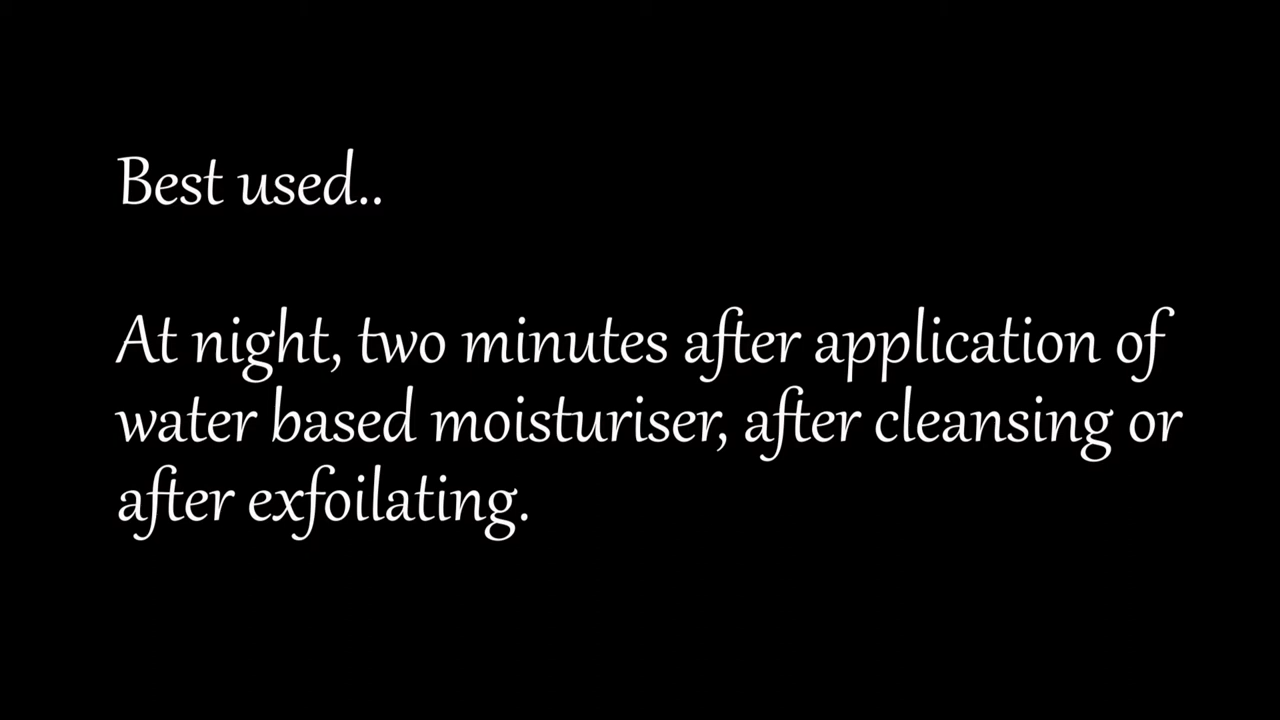 Best used..
At night, two minutes after application of
water based moisturiser, after cleansing or
after exfoilating.